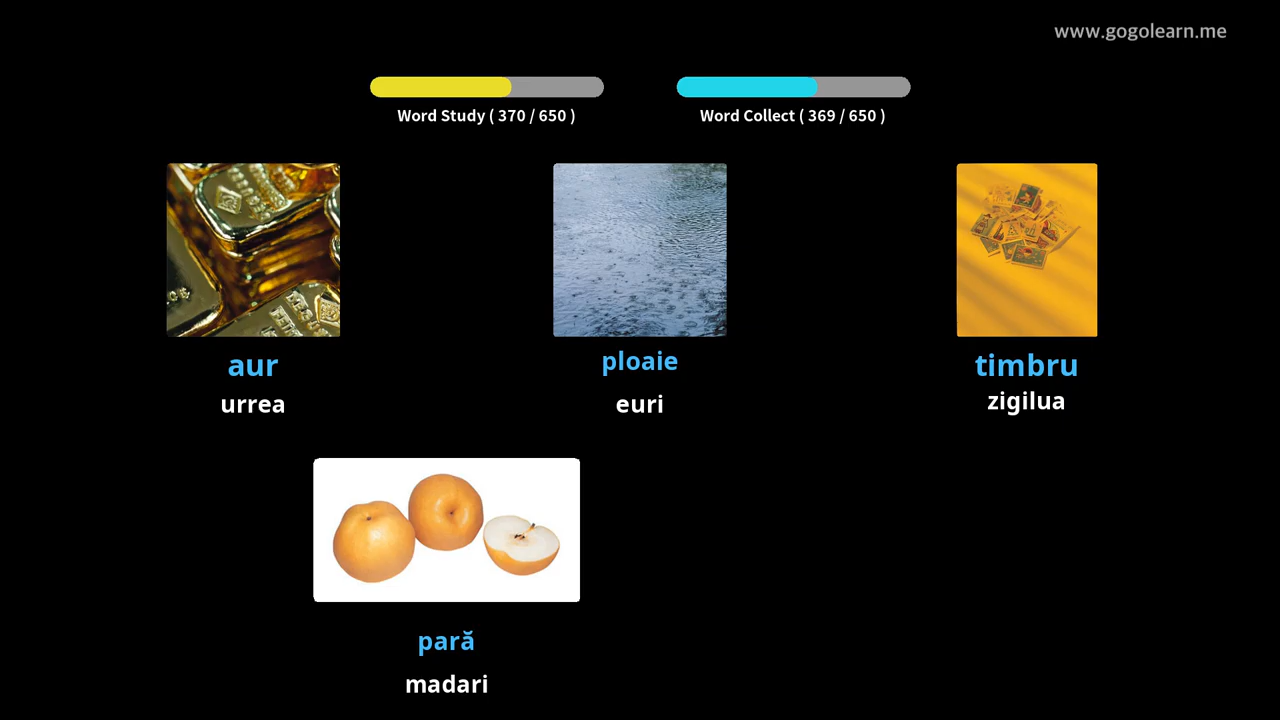 www.gogolearn.me
Word Study ( 370 / 650 )
Word Collect ( 369 / 650 )
aur
ploaie
timbru
urrea
euri
zigilua
pară
madari